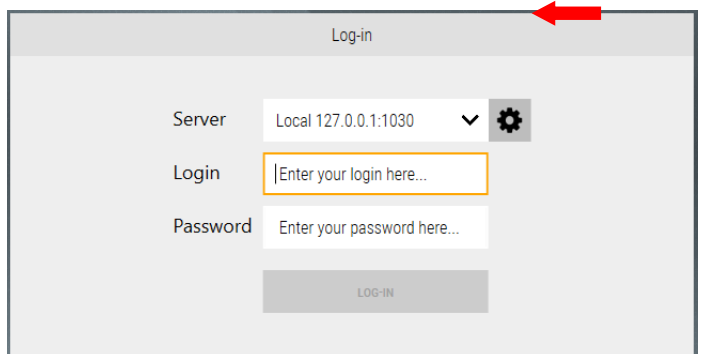 Log-in
Server Local 127.0.0.1:1030
Login Enter your login here...
Password Enter your password here...
LOG-IN